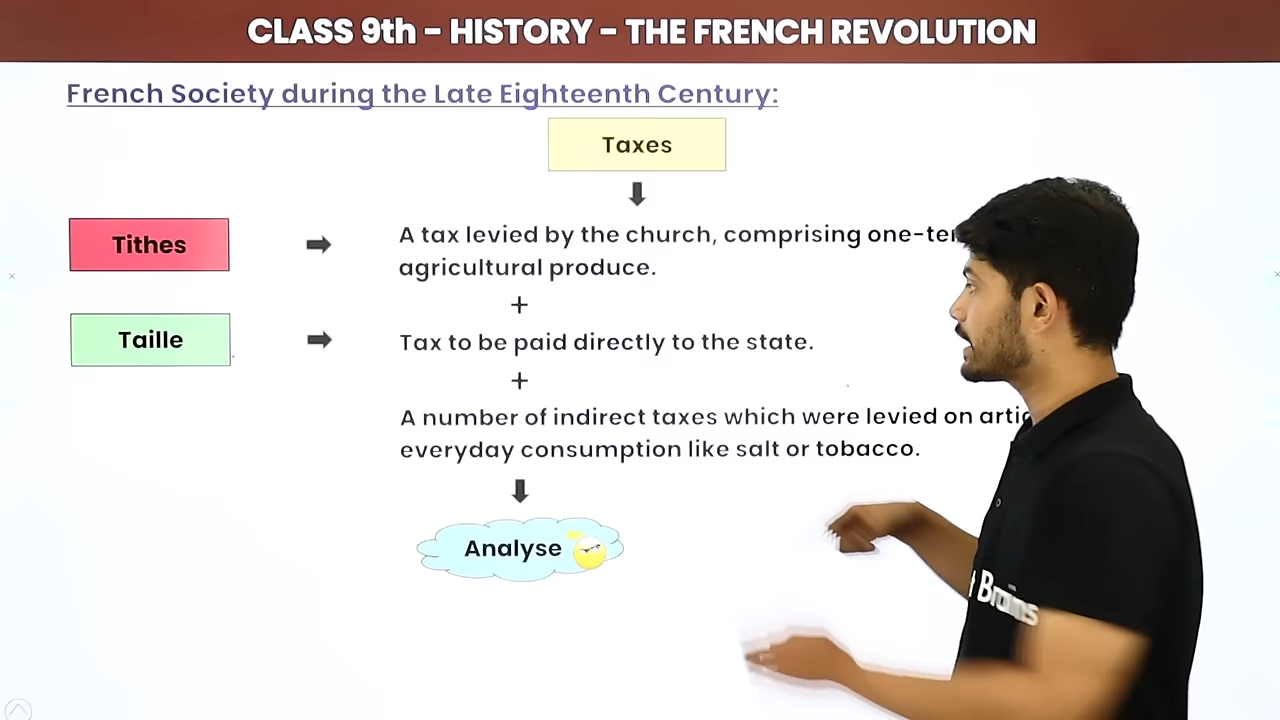 CLASS 9th - HISTORY - THE FRENCH REVOLUTION
French Society during the Late Eighteenth Century:
Taxes
Tithes
A tax levied by the church, comprising
agricultural produce.
+
Taille
Tax to be paid directly to the state.
+
A number of indirect taxes which were levied on
everyday consumption like salt or tobacco.
Analyse
Brains